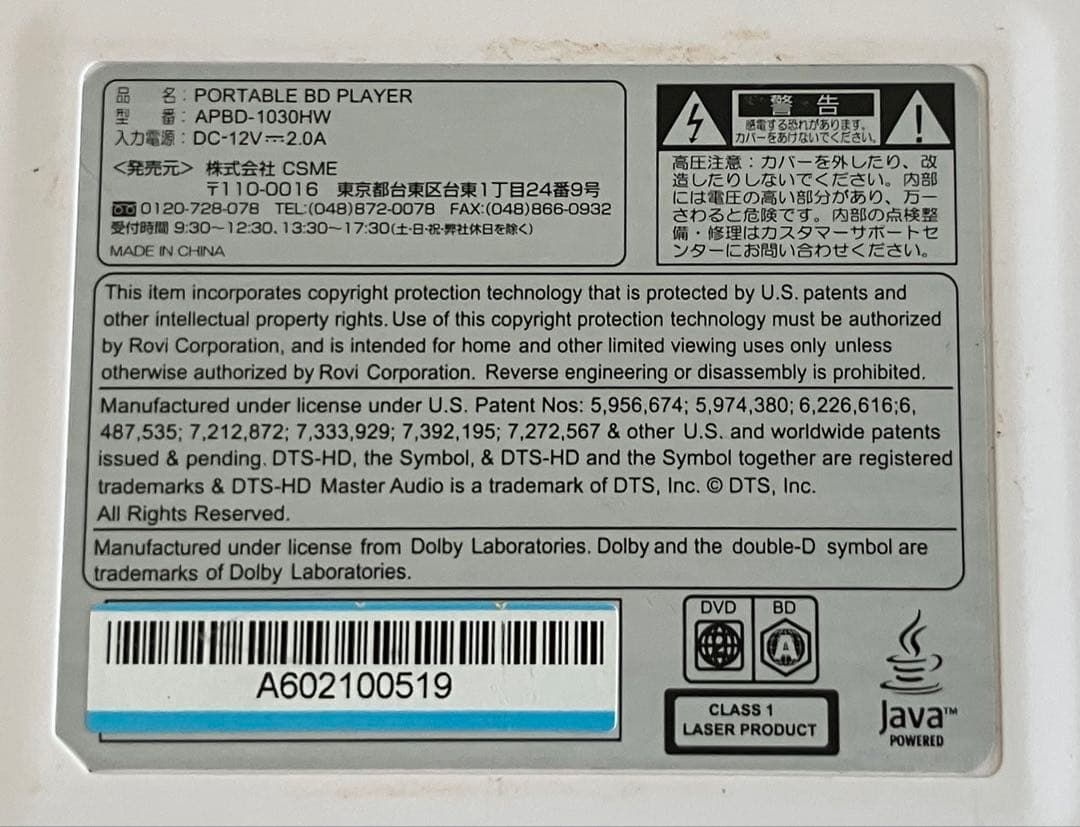 品 名: PORTABLE BD PLAYER
型 番: APBD-1030HW
入力電源: DC-12V⎓2.0A
<発売元> 株式会社 CSME
〒110-0016 東京都台東区台東1丁目24番9号
0120-728-078 TEL:(048)872-0078 FAX:(048)866-0932
受付時間 9:30~12:30、13:30~17:30(土・日・祝・弊社休日を除く)
MADE IN CHINA
警 告
感電する恐れがあります。
カバーをあけないでください。
高圧注意:カバーを外したり、改
造したりしないでください。内部
には電圧の高い部分があり、万一
さわると危険です。内部の点検整
備・修理はカスタマーサポートセ
ンターにお問い合わせください。
This item incorporates copyright protection technology that is protected by U.S. patents and
other intellectual property rights. Use of this copyright protection technology must be authorized
by Rovi Corporation, and is intended for home and other limited viewing uses only unless
otherwise authorized by Rovi Corporation. Reverse engineering or disassembly is prohibited.
Manufactured under license under U.S. Patent Nos: 5,956,674; 5,974,380; 6,226,616;6,
487,535; 7,212,872; 7,333,929; 7,392,195; 7,272,567 & other U.S. and worldwide patents
issued & pending. DTS-HD, the Symbol, & DTS-HD and the Symbol together are registered
trademarks & DTS-HD Master Audio is a trademark of DTS, Inc. © DTS, Inc.
All Rights Reserved.
Manufactured under license from Dolby Laboratories. Dolby and the double-D symbol are
trademarks of Dolby Laboratories.
A602100519
DVD BD
2 A
CLASS 1
LASER PRODUCT
Java™
POWERED